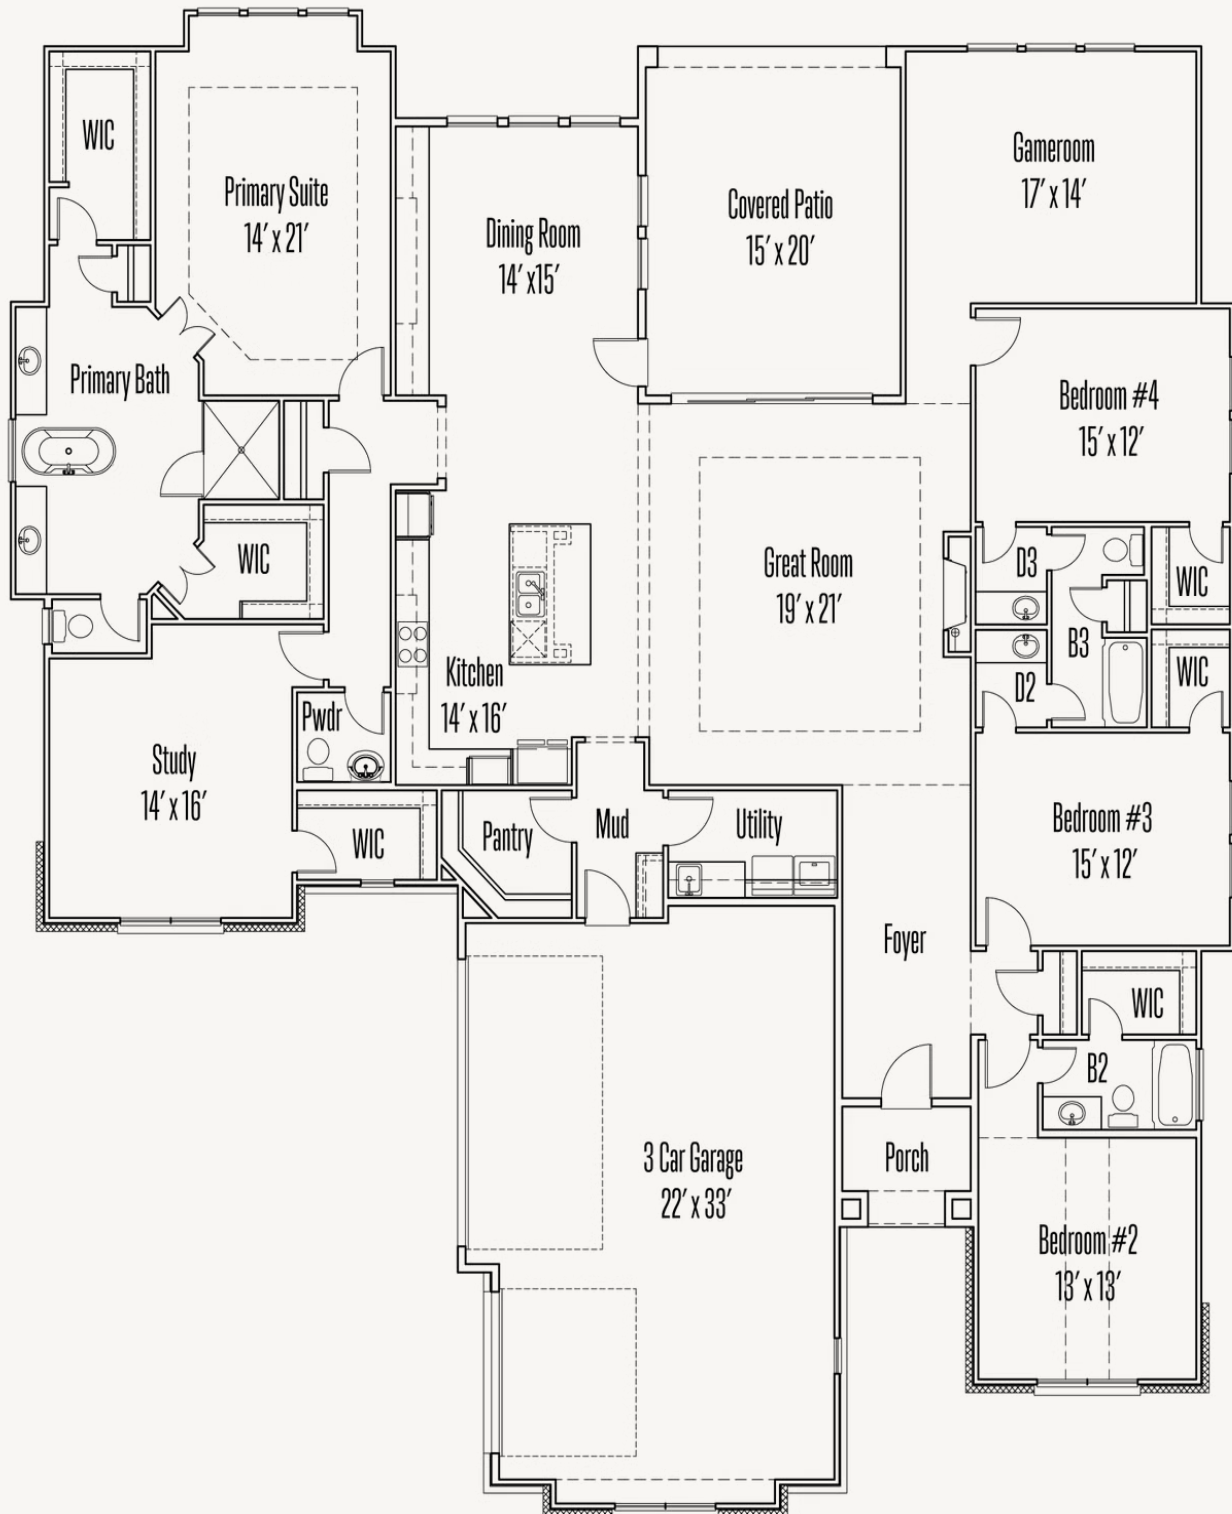 WIC
Primary Suite
14' x 21'
Dining Room
14' x15'
Covered Patio
15' x 20'
Gameroom
17' x 14'
Primary Bath
Bedroom #4
15' x 12'
WIC
Great Room
19' x 21'
D3
WIC
B3
Kitchen
14' x 16'
D2
WIC
Pwdr
Study
14' x 16'
WIC
Pantry
Mud
Utility
Bedroom #3
15' x 12'
Foyer
WIC
B2
3 Car Garage
22' x 33'
Porch
Bedroom #2
13' x 13'